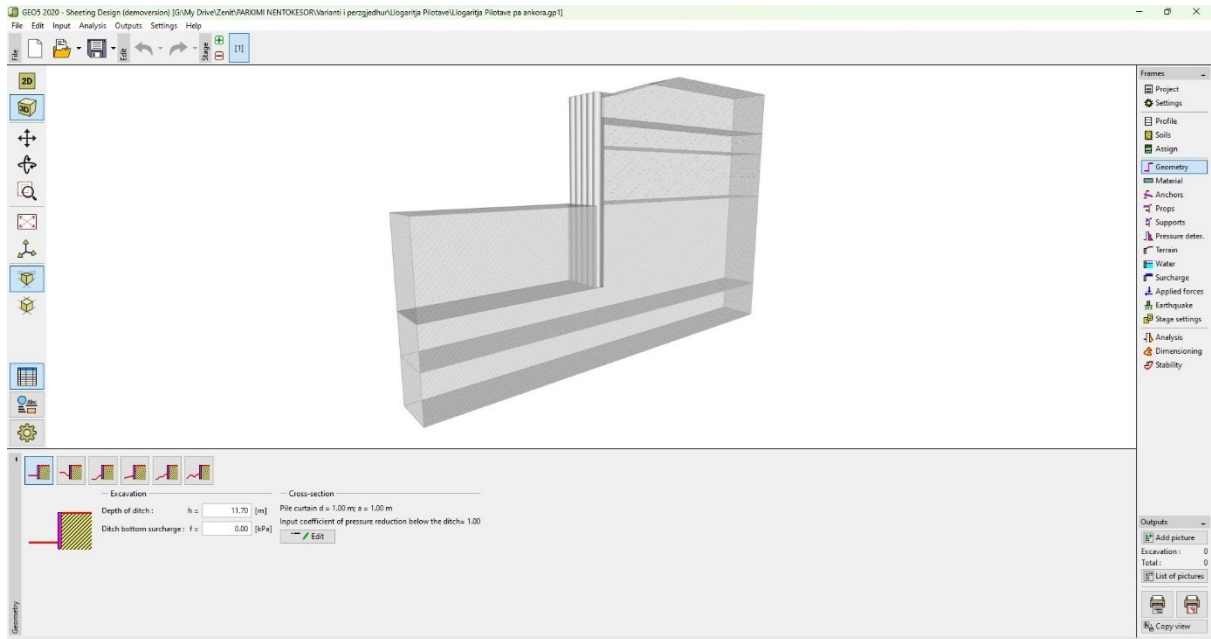 GEO5 2020 - Sheeting Design (demoversion) [G:\My Drive\Zenit\PARKIMI NENTOKESOR\Varianti i perzgjedhur\Llogaritja Pilotave\Llogaritja Pilotave pa ankora.gp1]
File Edit Input Analysis Outputs Settings Help
File
Edit
Stage
[1]
2D
3D
Abc
Frames
Project
Settings
Profile
Soils
Assign
Geometry
Material
Anchors
Props
Supports
Pressure deter.
Terrain
Water
Surcharge
Applied forces
Earthquake
Stage settings
Analysis
Dimensioning
Stability
Geometry
Excavation
Depth of ditch : h = 11.70 [m]
Ditch bottom surcharge : f = 0.00 [kPa]
Cross-section
Pile curtain d = 1.00 m; a = 1.00 m
Input coefficient of pressure reduction below the ditch= 1.00
Edit
Outputs
Add picture
Excavation : 0
Total : 0
List of pictures
Copy view